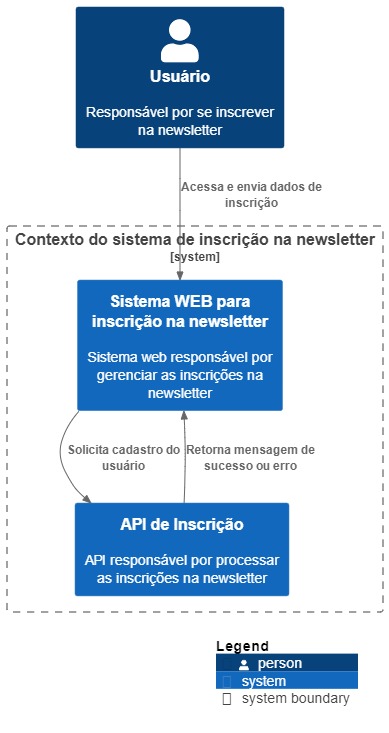 Usuário
Responsável por se inscrever
na newsletter
Acessa e envia dados de
inscrição
Contexto do sistema de inscrição na newsletter
[system]
Sistema WEB para
inscrição na newsletter
Sistema web responsável por
gerenciar as inscrições na
newsletter
Solicita cadastro do
usuário
Retorna mensagem de
sucesso ou erro
API de Inscrição
API responsável por processar
as inscrições na newsletter
Legend
person
system
system boundary